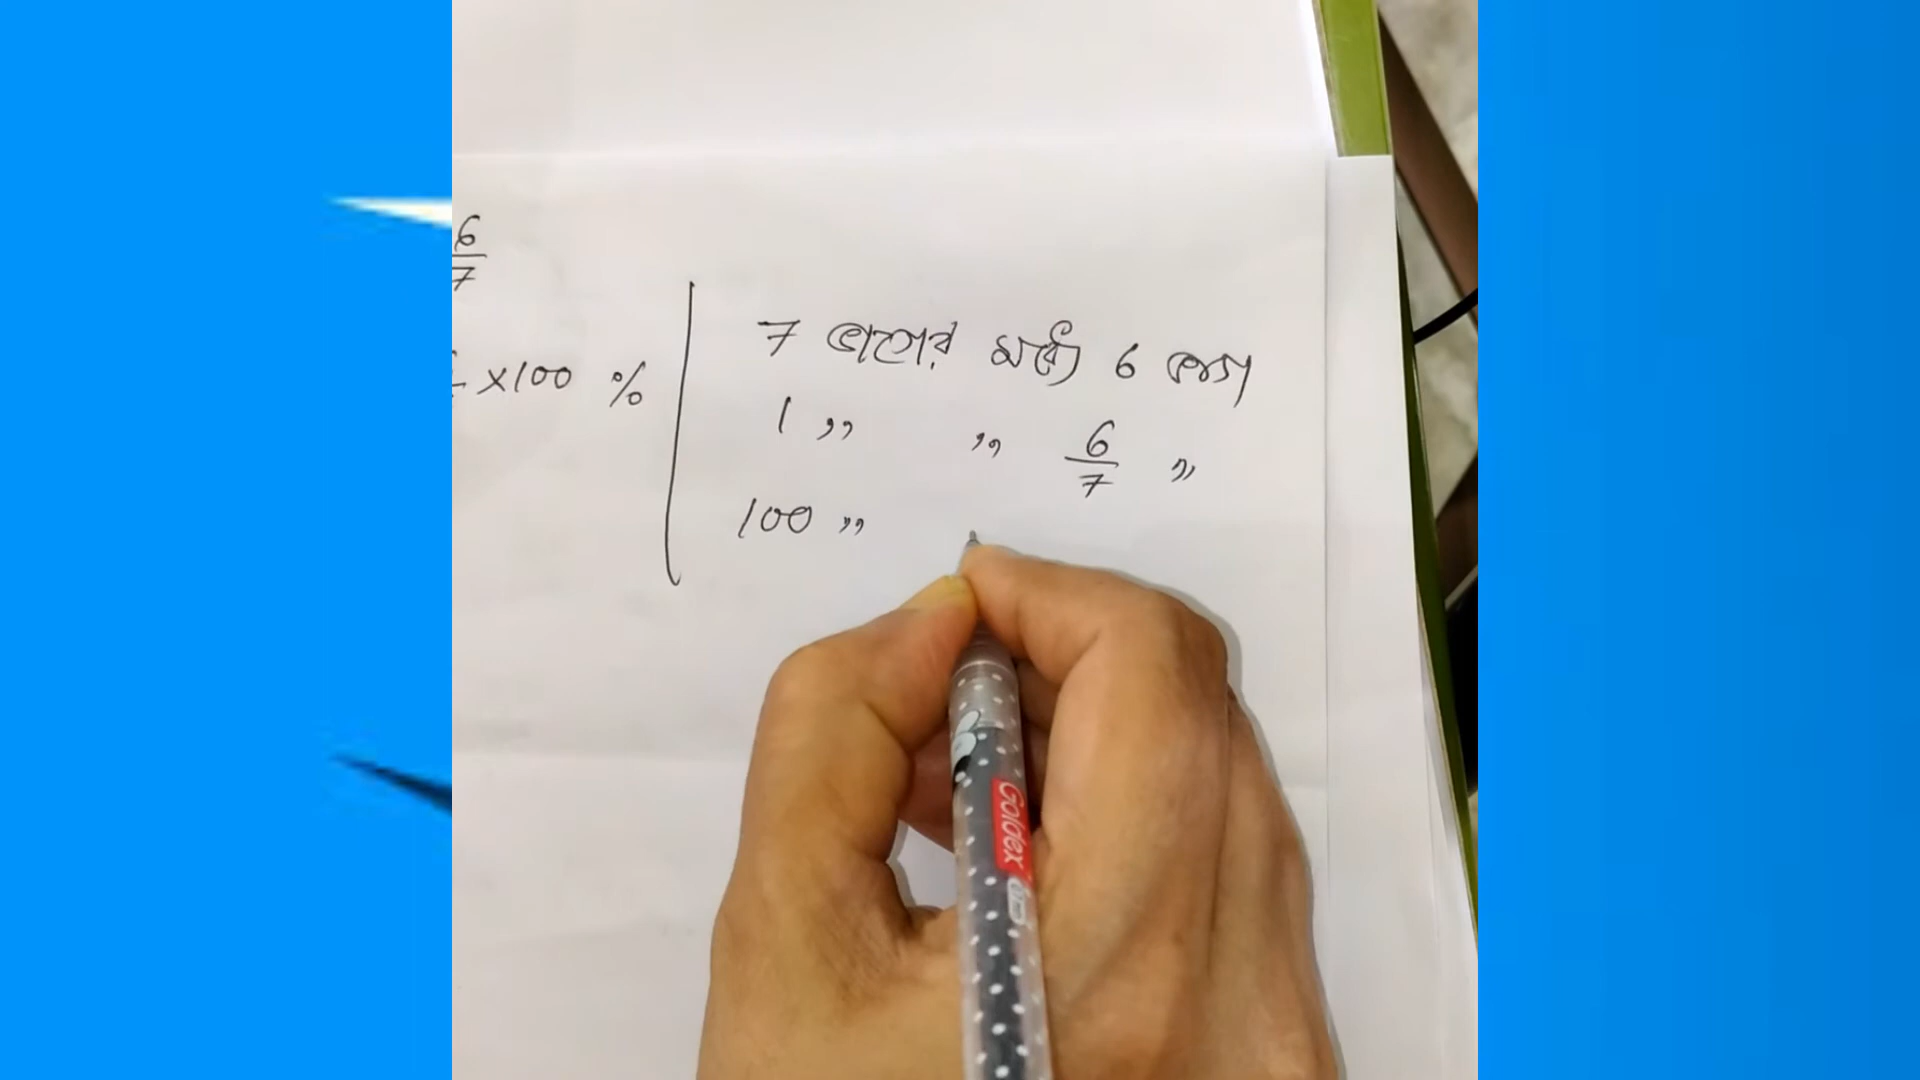 6/7
×100 %
7 ভাগের মধ্যে 6 ভাগ
1 ,, ,, 6/7 ,,
100 ,,
Goldex